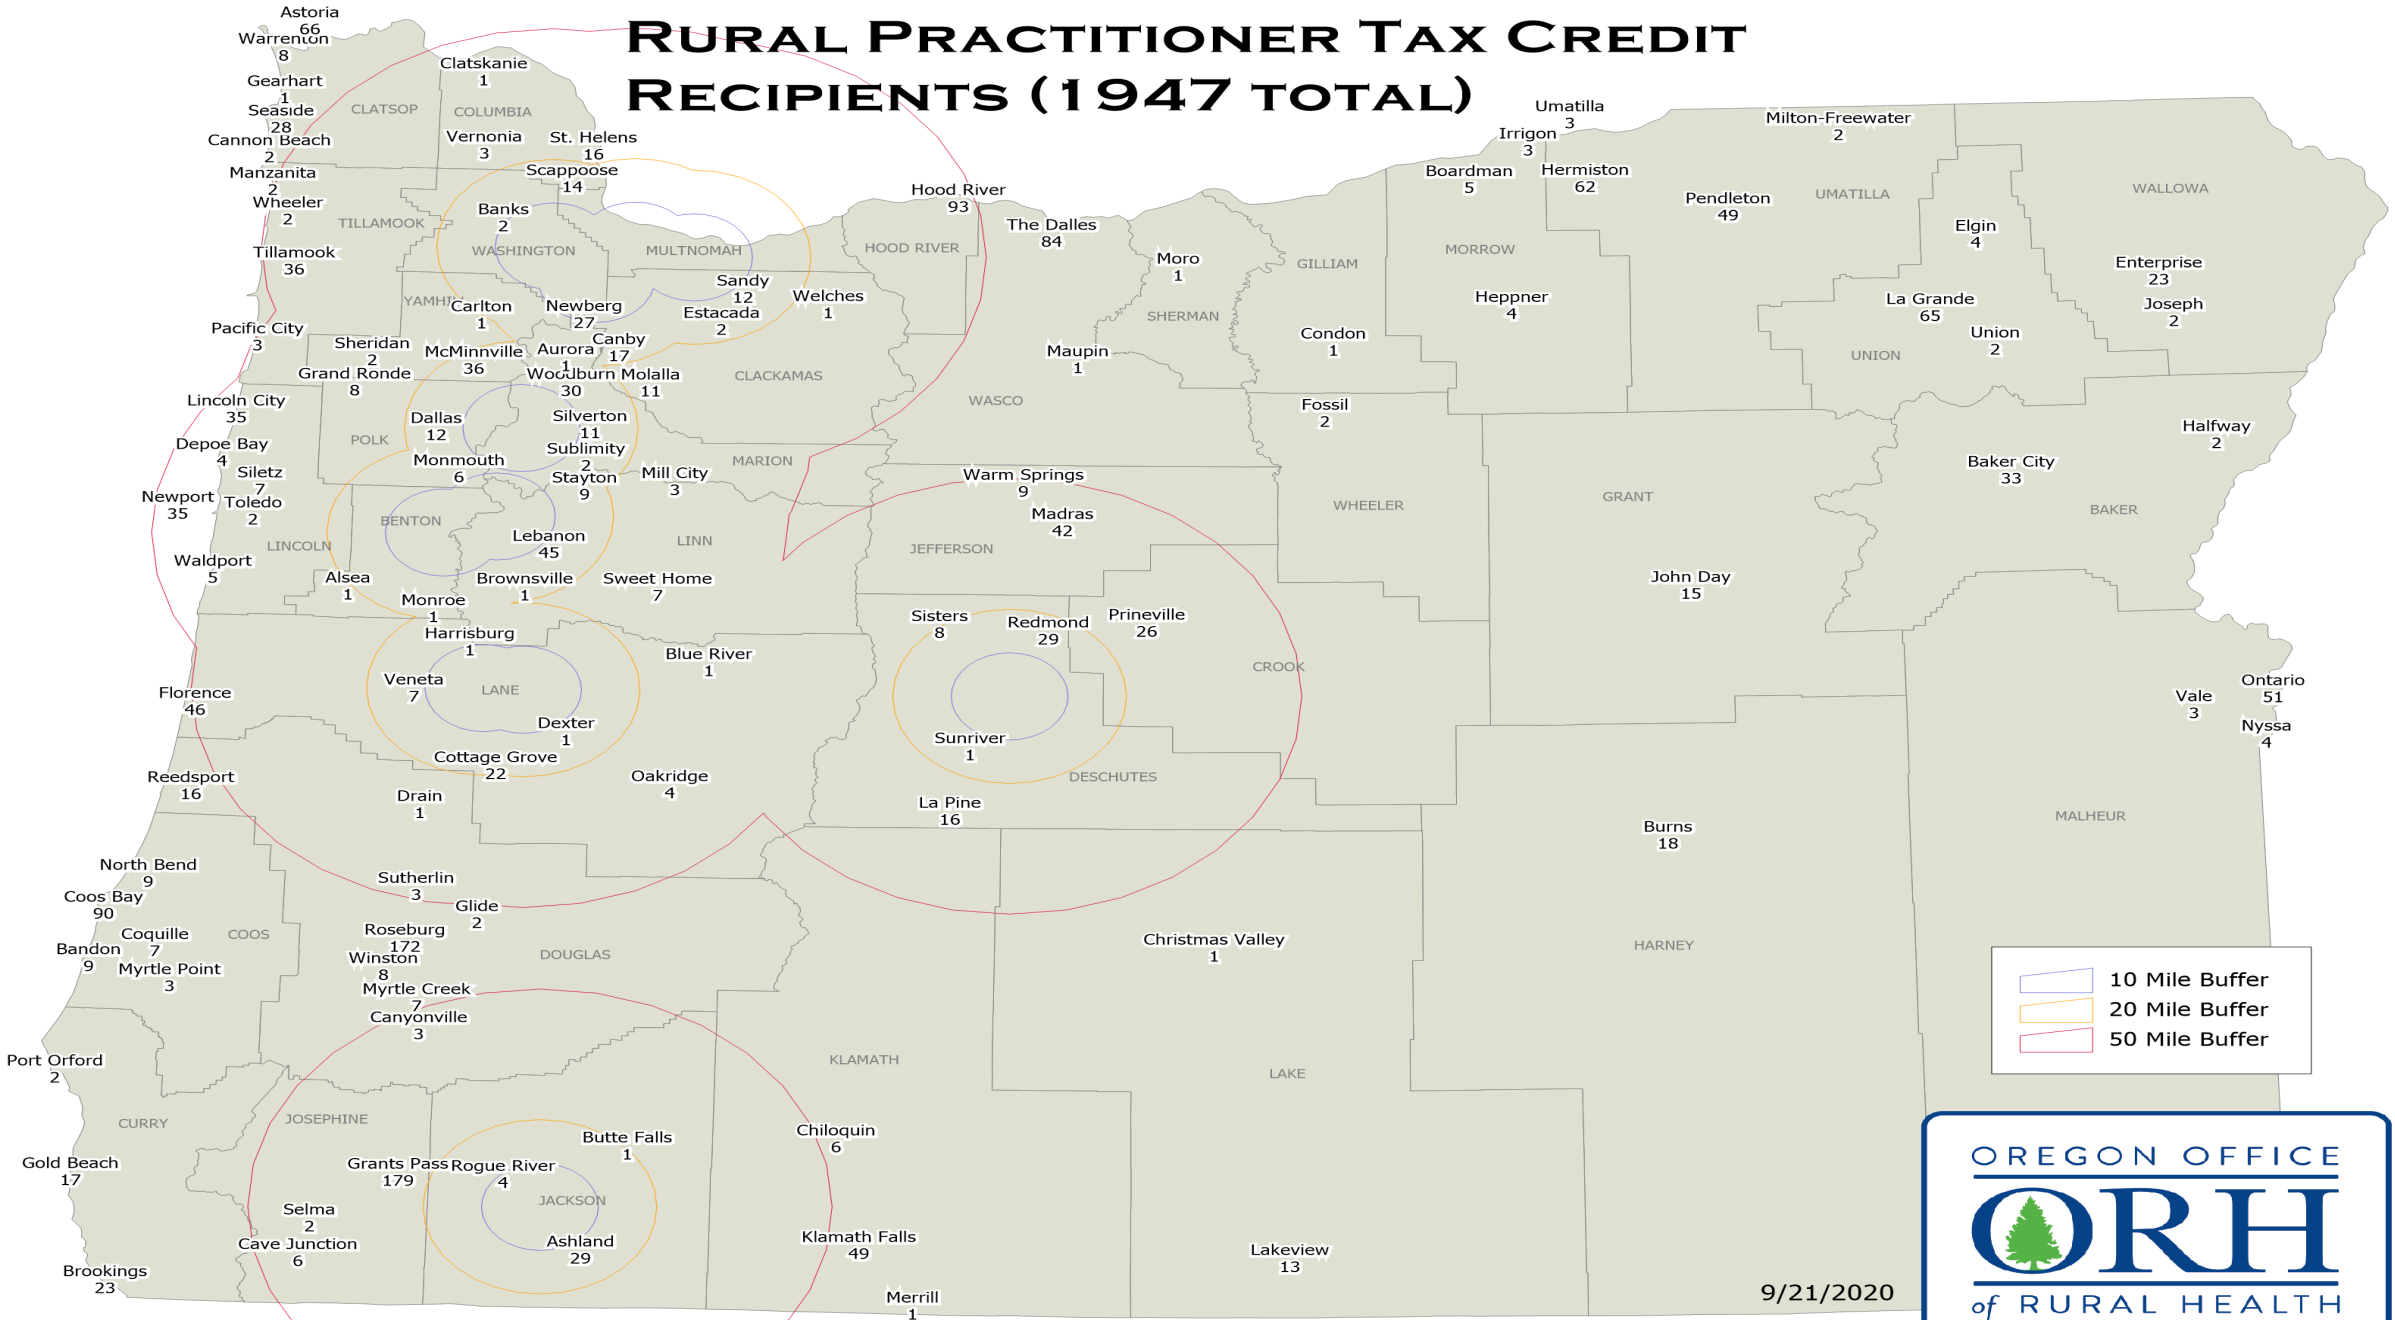 RURAL PRACTITIONER TAX CREDIT
RECIPIENTS (1947 TOTAL)
Astoria
66
Warrenton
8
Gearhart
1
Seaside
28
Cannon Beach
2
Manzanita
2
Wheeler
2
Tillamook
36
Pacific City
3
Clatskanie
1
CLATSOP
COLUMBIA
Vernonia
3
St. Helens
16
Scappoose
14
Banks
2
TILLAMOOK
WASHINGTON
MULTNOMAH
HOOD RIVER
Hood River
93
The Dalles
84
Moro
1
SHERMAN
GILLIAM
Condon
1
Umatilla
3
Irrigon
3
Boardman
5
Hermiston
62
Milton-Freewater
2
Pendleton
49
UMATILLA
MORROW
Heppner
4
WALLOWA
Elgin
4
Enterprise
23
Joseph
2
La Grande
65
Union
2
UNION
Sandy
12
Welches
1
Estacada
2
YAMHILL
Carlton
1
Newberg
27
Canby
17
Aurora
1
Sheridan
2
McMinnville
36
Grand Ronde
8
Woodburn
30
Molalla
11
CLACKAMAS
Maupin
1
WASCO
Fossil
2
Lincoln City
35
Depoe Bay
4
Siletz
7
Newport
35
Toledo
2
Waldport
5
LINCOLN
Dallas
12
POLK
Monmouth
6
Silverton
11
Sublimity
2
Stayton
9
Mill City
3
MARION
BENTON
Lebanon
45
LINN
Alsea
1
Monroe
1
Brownsville
1
Sweet Home
7
Harrisburg
1
Warm Springs
9
Madras
42
JEFFERSON
WHEELER
GRANT
John Day
15
Baker City
33
Halfway
2
BAKER
Sisters
8
Redmond
29
Prineville
26
CROOK
Sunriver
1
DESCHUTES
La Pine
16
Blue River
1
Veneta
7
LANE
Dexter
1
Cottage Grove
22
Oakridge
4
Florence
46
Reedsport
16
Drain
1
Ontario
51
Vale
3
Nyssa
4
MALHEUR
Burns
18
HARNEY
North Bend
9
Coos Bay
90
Coquille
7
Bandon
9
Myrtle Point
3
COOS
Sutherlin
3
Glide
2
Roseburg
172
Winston
8
Myrtle Creek
7
Canyonville
3
DOUGLAS
Christmas Valley
1
LAKE
KLAMATH
Port Orford
2
CURRY
Gold Beach
17
Brookings
23
JOSEPHINE
Grants Pass
179
Rogue River
4
Butte Falls
1
JACKSON
Ashland
29
Selma
2
Cave Junction
6
Chiloquin
6
Klamath Falls
49
Merrill
1
Lakeview
13
10 Mile Buffer
20 Mile Buffer
50 Mile Buffer
9/21/2020
OREGON OFFICE
ORH
of RURAL HEALTH